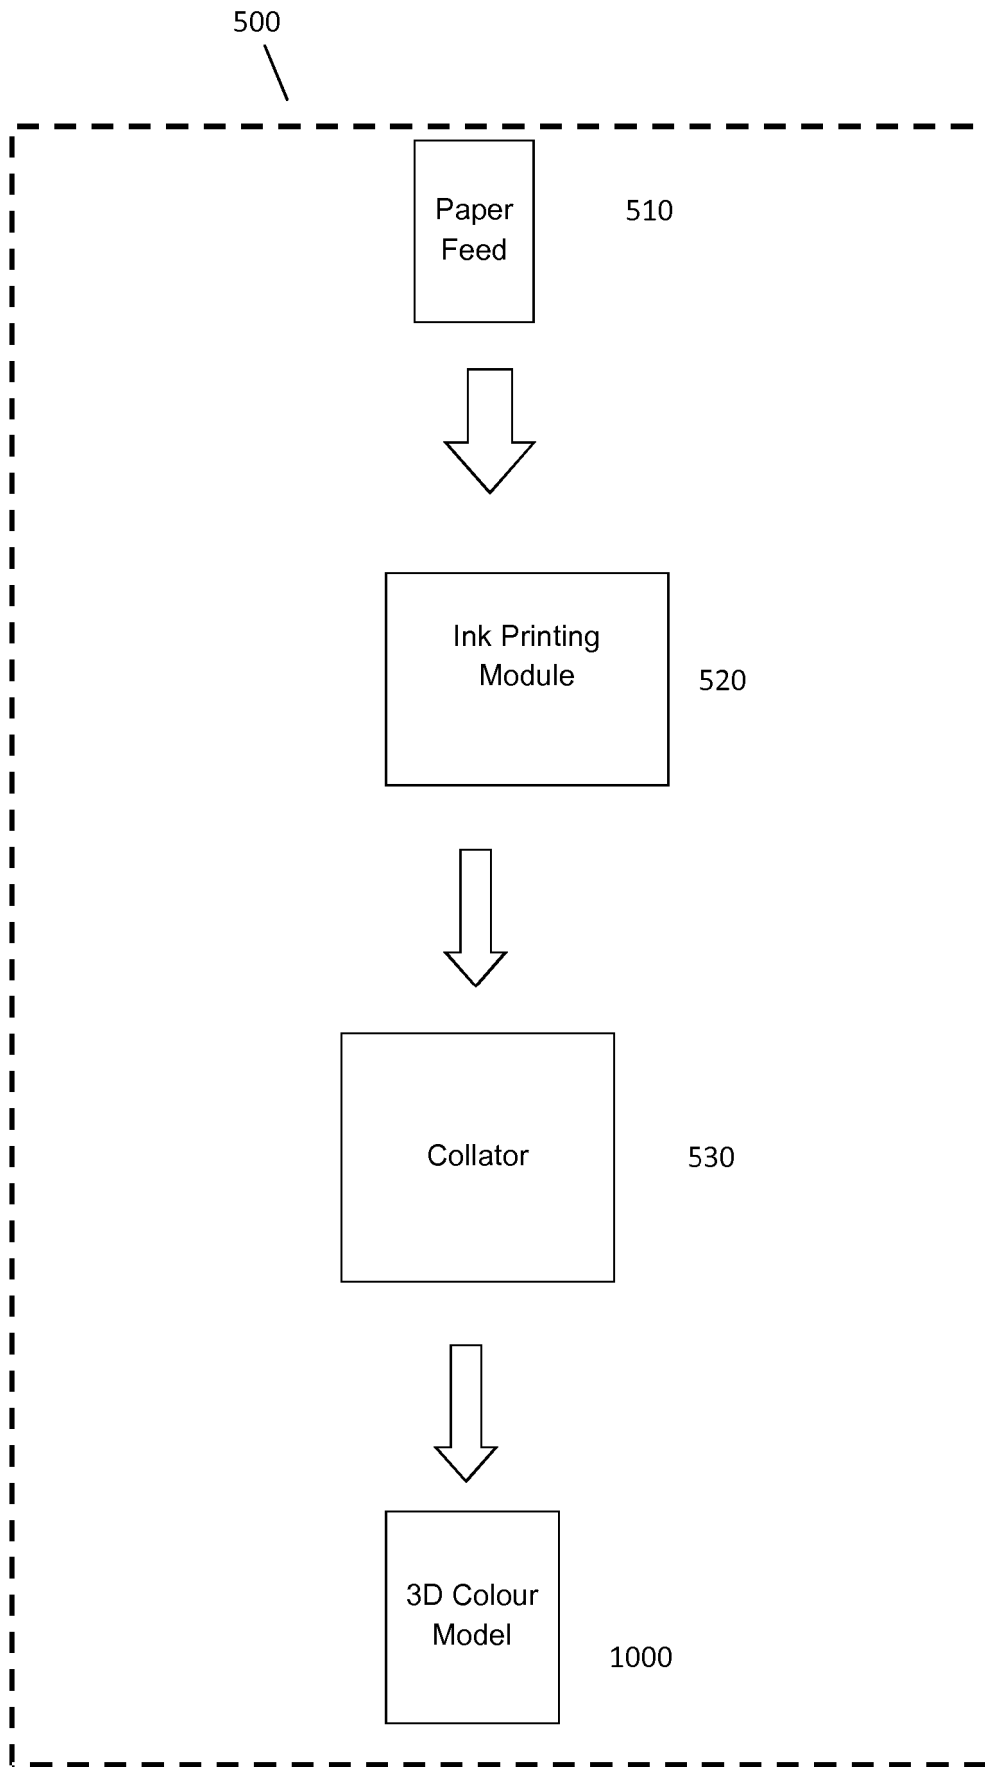 500
Paper
Feed
510
Ink Printing
Module
520
Collator
530
3D Colour
Model
1000